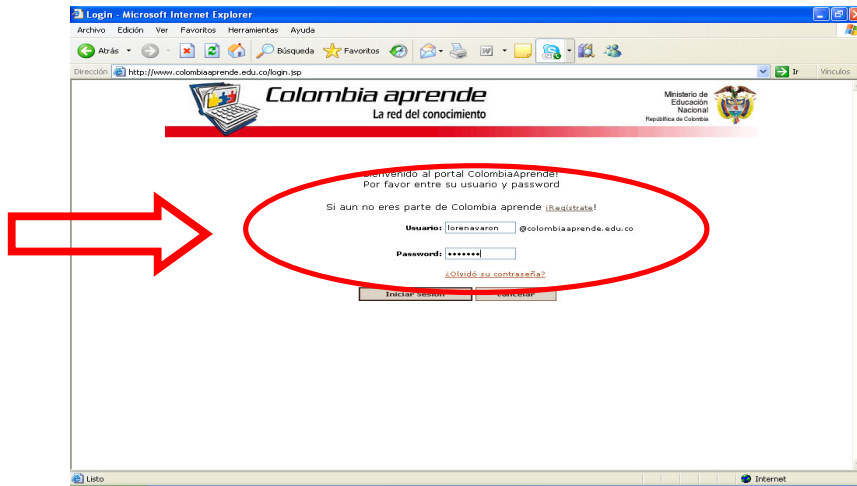 Login - Microsoft Internet Explorer
Archivo Edición Ver Favoritos Herramientas Ayuda
Atrás Búsqueda Favoritos
Dirección http://www.colombiaaprende.edu.co/login.jsp Ir Vínculos
Colombia aprende
La red del conocimiento
Ministerio de
Educación
Nacional
República de Colombia
Bienvenido al portal ColombiaAprende!
Por favor entre su usuario y password
Si aun no eres parte de Colombia aprende ¡Regístrate!
Usuario: lorenavaron @colombiaaprende.edu.co
Password: •••••••
¿Olvidó su contraseña?
Iniciar Sesión Cancelar
Listo Internet